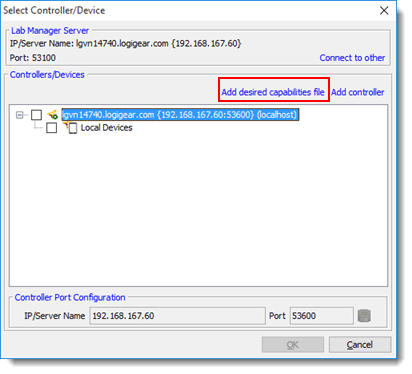 Select Controller/Device
Lab Manager Server
IP/Server Name: lgvn14740.logigear.com {192.168.167.60}
Port: 53100
Connect to other
Controllers/Devices
Add desired capabilities file Add controller
lgvn14740.logigear.com {192.168.167.60:53600} (localhost)
Local Devices
Controller Port Configuration
IP/Server Name 192.168.167.60 Port 53600
OK Cancel